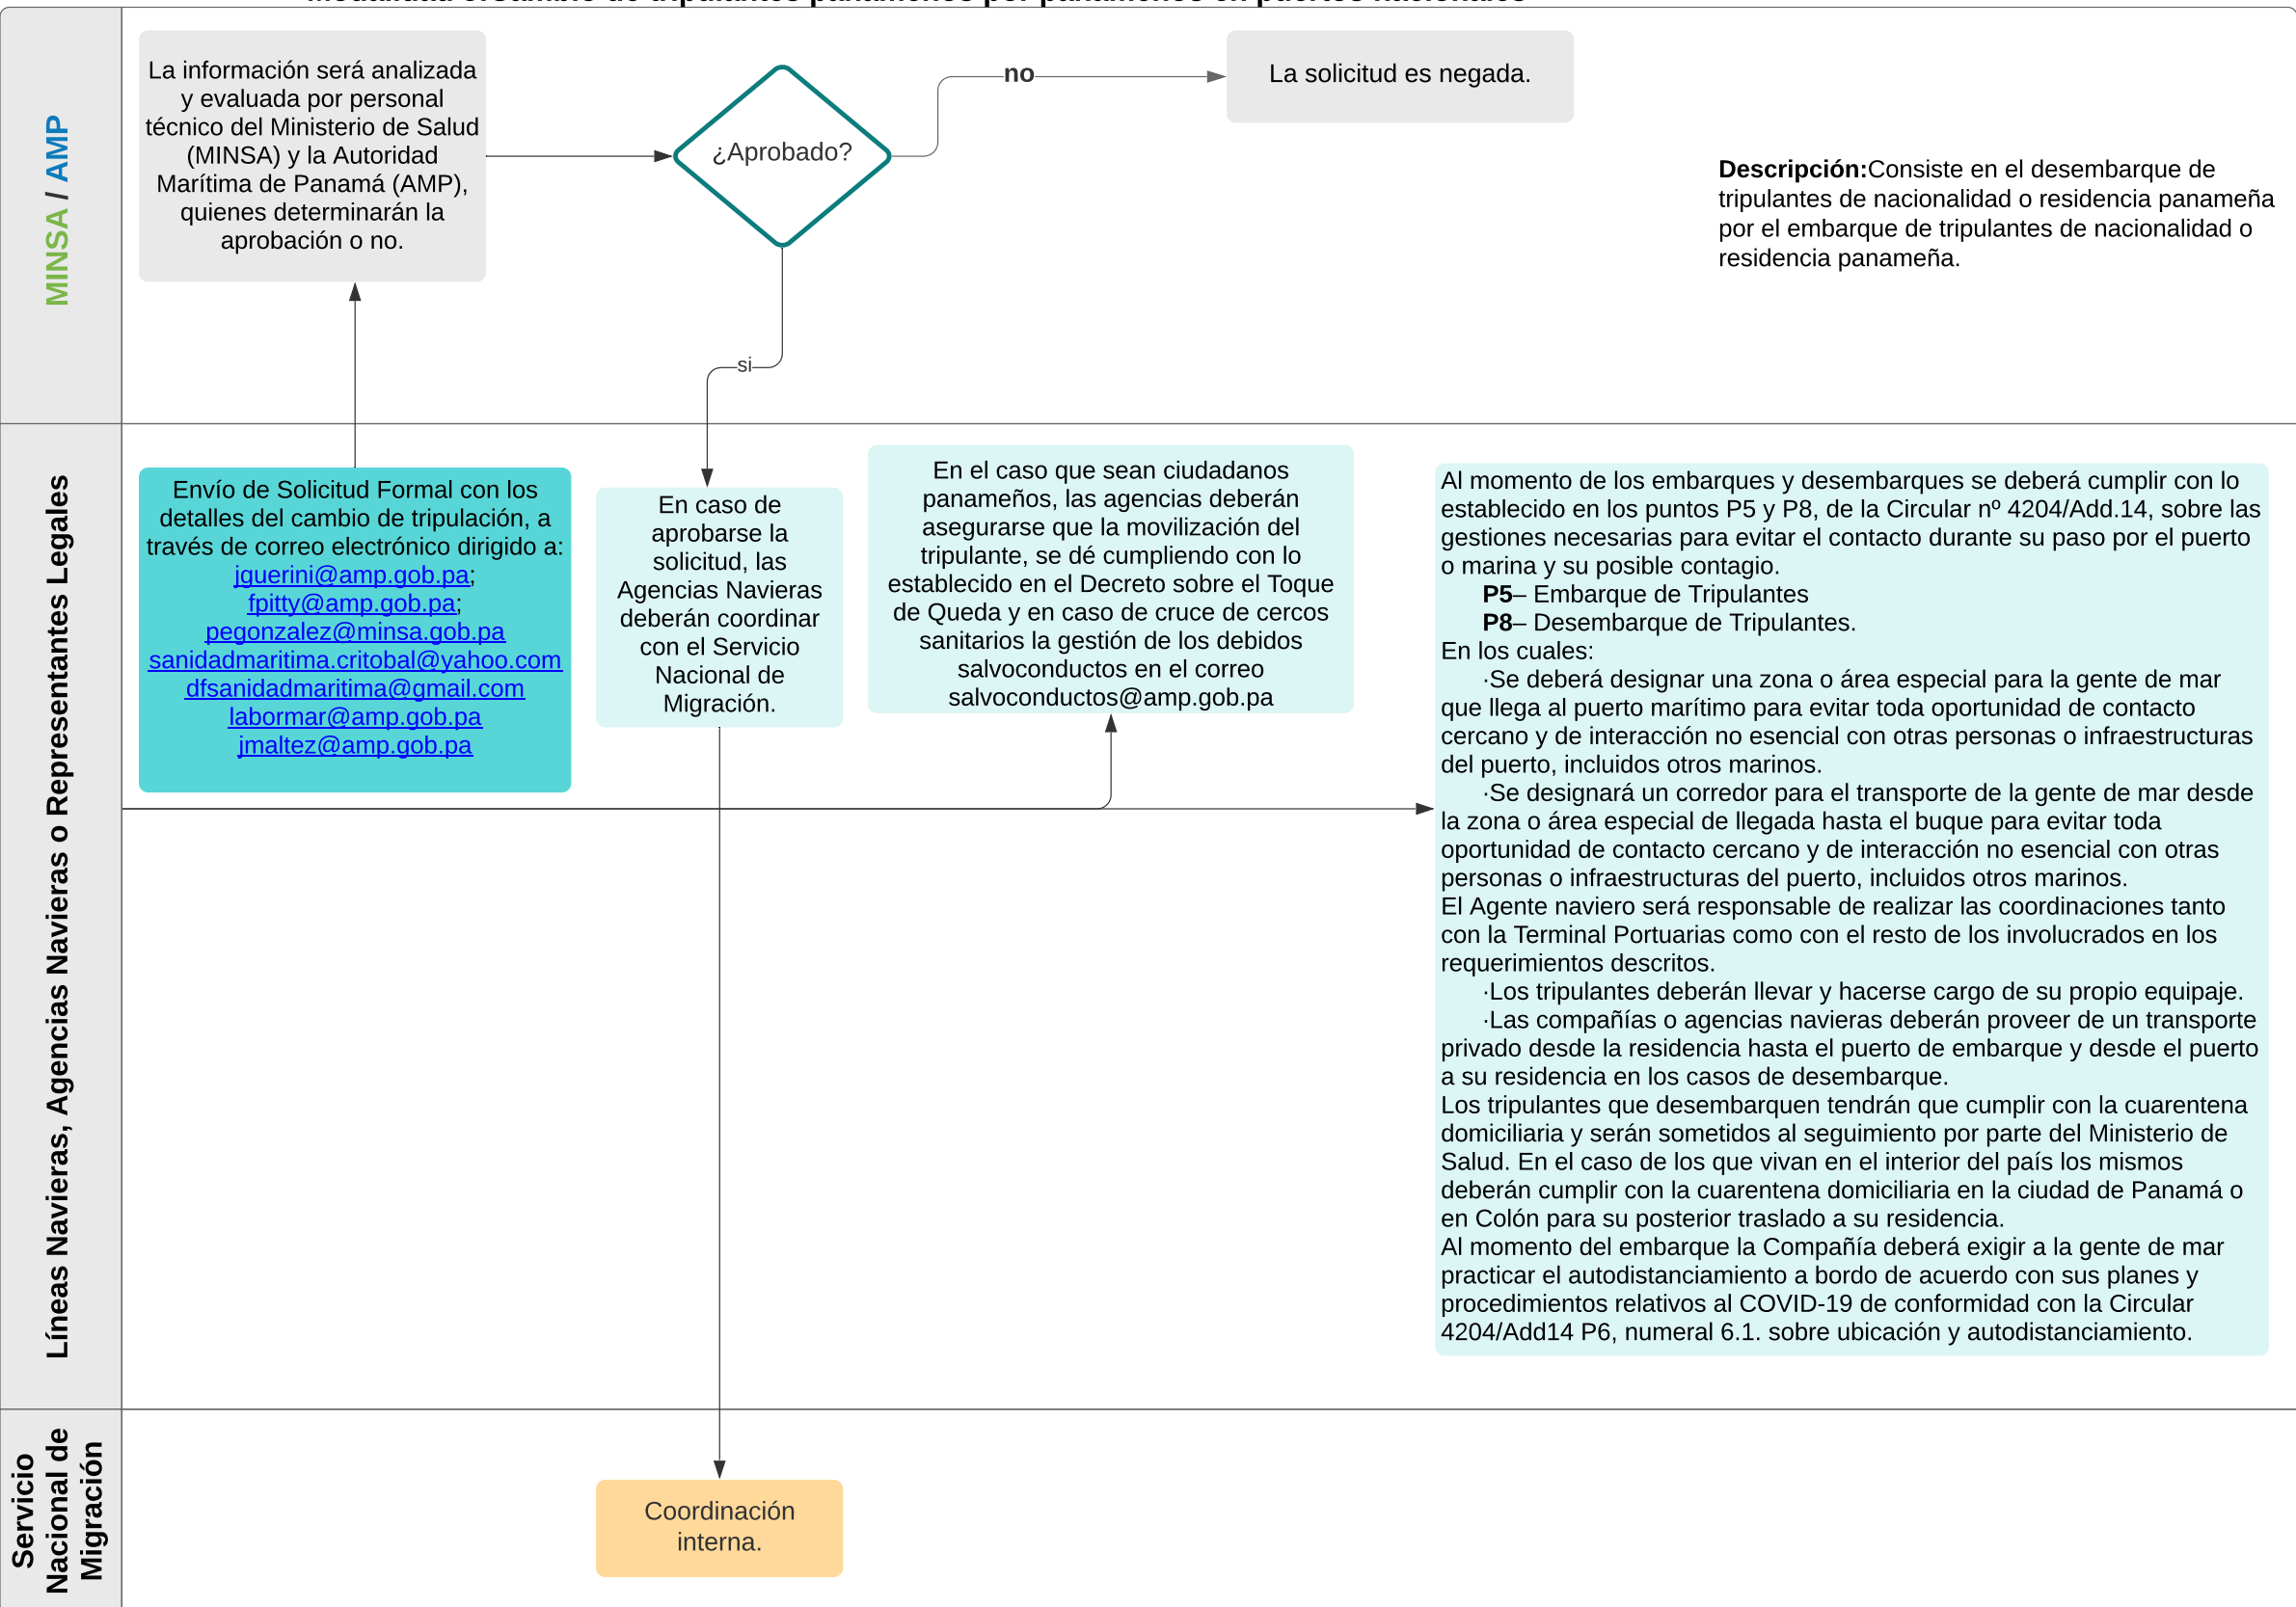 MINSA / AMP
La información será analizada
y evaluada por personal
técnico del Ministerio de Salud
(MINSA) y la Autoridad
Marítima de Panamá (AMP),
quienes determinarán la
aprobación o no.
¿Aprobado?
no
La solicitud es negada.
Descripción:Consiste en el desembarque de
tripulantes de nacionalidad o residencia panameña
por el embarque de tripulantes de nacionalidad o
residencia panameña.
si
Líneas Navieras, Agencias Navieras o Representantes Legales
Envío de Solicitud Formal con los
detalles del cambio de tripulación, a
través de correo electrónico dirigido a:
jguerini@amp.gob.pa;
fpitty@amp.gob.pa;
pegonzalez@minsa.gob.pa
sanidadmaritima.critobal@yahoo.com
dfsanidadmaritima@gmail.com
labormar@amp.gob.pa
jmaltez@amp.gob.pa
En caso de
aprobarse la
solicitud, las
Agencias Navieras
deberán coordinar
con el Servicio
Nacional de
Migración.
En el caso que sean ciudadanos
panameños, las agencias deberán
asegurarse que la movilización del
tripulante, se dé cumpliendo con lo
establecido en el Decreto sobre el Toque
de Queda y en caso de cruce de cercos
sanitarios la gestión de los debidos
salvoconductos en el correo
salvoconductos@amp.gob.pa
Al momento de los embarques y desembarques se deberá cumplir con lo
establecido en los puntos P5 y P8, de la Circular nº 4204/Add.14, sobre las
gestiones necesarias para evitar el contacto durante su paso por el puerto
o marina y su posible contagio.
P5– Embarque de Tripulantes
P8– Desembarque de Tripulantes.
En los cuales:
·Se deberá designar una zona o área especial para la gente de mar
que llega al puerto marítimo para evitar toda oportunidad de contacto
cercano y de interacción no esencial con otras personas o infraestructuras
del puerto, incluidos otros marinos.
·Se designará un corredor para el transporte de la gente de mar desde
la zona o área especial de llegada hasta el buque para evitar toda
oportunidad de contacto cercano y de interacción no esencial con otras
personas o infraestructuras del puerto, incluidos otros marinos.
El Agente naviero será responsable de realizar las coordinaciones tanto
con la Terminal Portuarias como con el resto de los involucrados en los
requerimientos descritos.
·Los tripulantes deberán llevar y hacerse cargo de su propio equipaje.
·Las compañías o agencias navieras deberán proveer de un transporte
privado desde la residencia hasta el puerto de embarque y desde el puerto
a su residencia en los casos de desembarque.
Los tripulantes que desembarquen tendrán que cumplir con la cuarentena
domiciliaria y serán sometidos al seguimiento por parte del Ministerio de
Salud. En el caso de los que vivan en el interior del país los mismos
deberán cumplir con la cuarentena domiciliaria en la ciudad de Panamá o
en Colón para su posterior traslado a su residencia.
Al momento del embarque la Compañía deberá exigir a la gente de mar
practicar el autodistanciamiento a bordo de acuerdo con sus planes y
procedimientos relativos al COVID-19 de conformidad con la Circular
4204/Add14 P6, numeral 6.1. sobre ubicación y autodistanciamiento.
Servicio
Nacional de
Migración
Coordinación
interna.